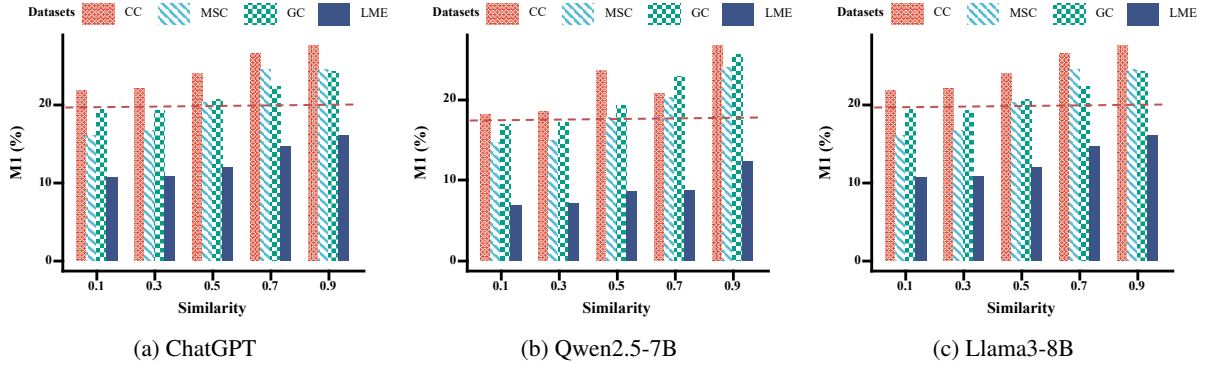 Datasets CC MSC GC LME
M1 (%)
20
10
0
0.1 0.3 0.5 0.7 0.9
Similarity
(a) ChatGPT
Datasets CC MSC GC LME
M1 (%)
20
10
0
0.1 0.3 0.5 0.7 0.9
Similarity
(b) Qwen2.5-7B
Datasets CC MSC GC LME
M1 (%)
20
10
0
0.1 0.3 0.5 0.7 0.9
Similarity
(c) Llama3-8B